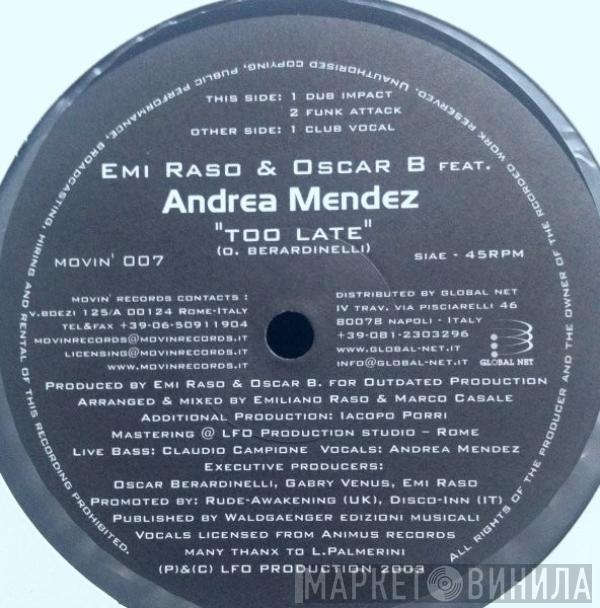 UNAUTHORISED COPYING, PUBLIC PERFORMANCE, BROADCASTING, HIRING AND RENTAL OF THIS RECORDING PROHIBITED.
ALL RIGHTS OF THE PRODUCER AND THE OWNER OF THE RCORDED WORK RESERVED.
THIS SIDE: 1 DUB IMPACT
2 FUNK ATTACK
OTHER SIDE: 1 CLUB VOCAL
EMI RASO & OSCAR B FEAT.
Andrea Mendez
"TOO LATE"
(O. BERARDINELLI)
MOVIN' 007
SIAE - 45RPM
MOVIN' RECORDS CONTACTS :
V.BDEZI 125/A 00124 ROME-ITALY
TEL&FAX +39-06-50911904
MOVINRECORDS@MOVINRECORDS.IT
LICENSING@MOVINRECORDS.IT
WWW.MOVINRECORDS.IT
DISTRIBUTED BY GLOBAL NET
IV TRAV. VIA PISCIARELLI 46
80078 NAPOLI - ITALY
+39-081-2303296
WWW.GLOBAL-NET.IT
INFO@GLOBAL-NET.IT
GLOBAL NET
PRODUCED BY EMI RASO & OSCAR B. FOR OUTDATED PRODUCTION
ARRANGED & MIXED BY EMILIANO RASO & MARCO CASALE
ADDITIONAL PRODUCTION: IACOPO PORRI
MASTERING @ LFO PRODUCTION STUDIO – ROME
LIVE BASS: CLAUDIO CAMPIONE VOCALS: ANDREA MENDEZ
EXECUTIVE PRODUCERS:
OSCAR BERARDINELLI, GABRY VENUS, EMI RASO
PROMOTED BY: RUDE-AWAKENING (UK), DISCO-INN (IT)
PUBLISHED BY WALDGAENGER EDIZIONI MUSICALI
VOCALS LICENSED FROM ANIMUS RECORDS
MANY THANX TO L.PALMERINI
(P)&(C) LFO PRODUCTION 2003
МАРКЕТ ВИНИЛА